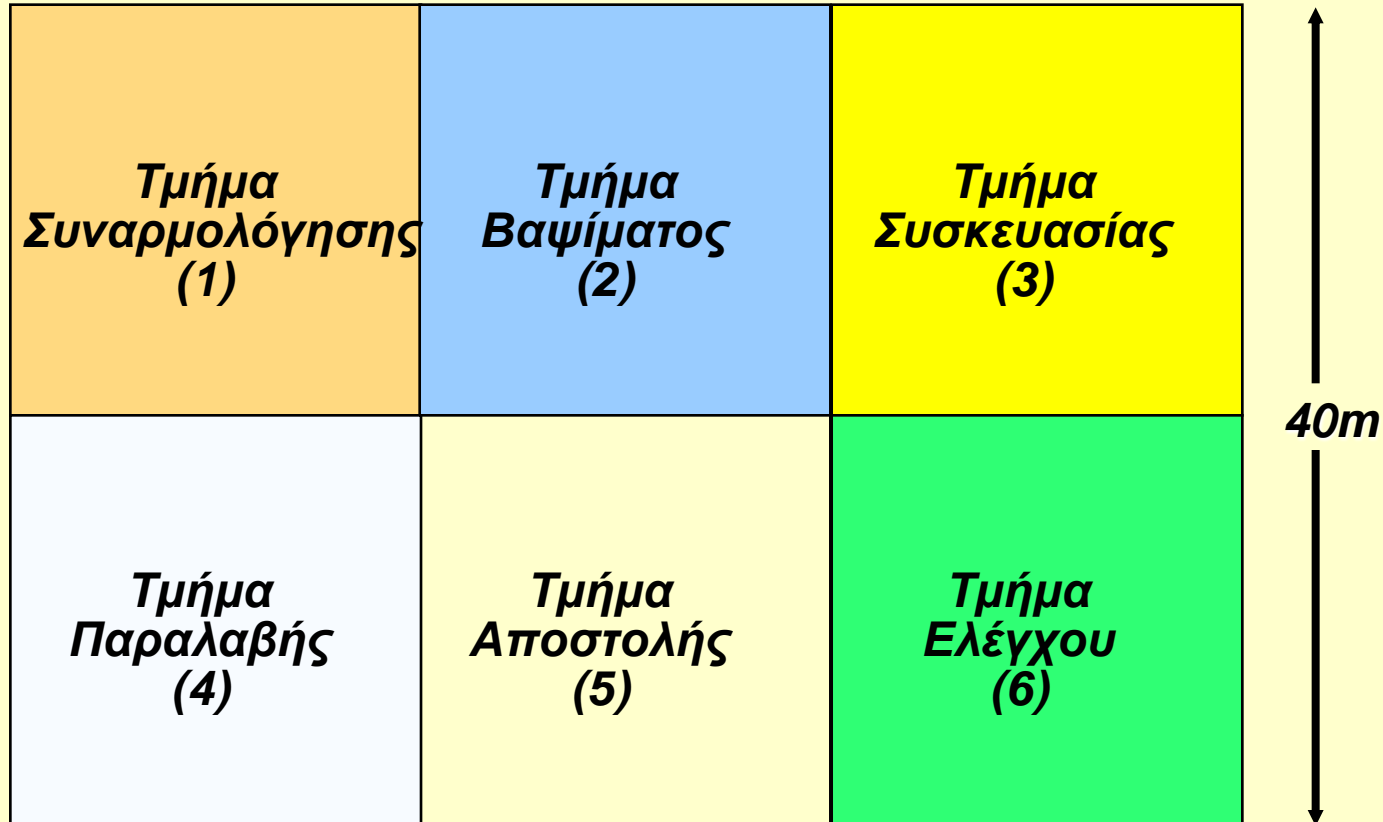 Τμήμα
Συναρμολόγησης
(1)
Τμήμα
Βαψίματος
(2)
Τμήμα
Συσκευασίας
(3)
40m
Τμήμα
Παραλαβής
(4)
Τμήμα
Αποστολής
(5)
Τμήμα
Ελέγχου
(6)